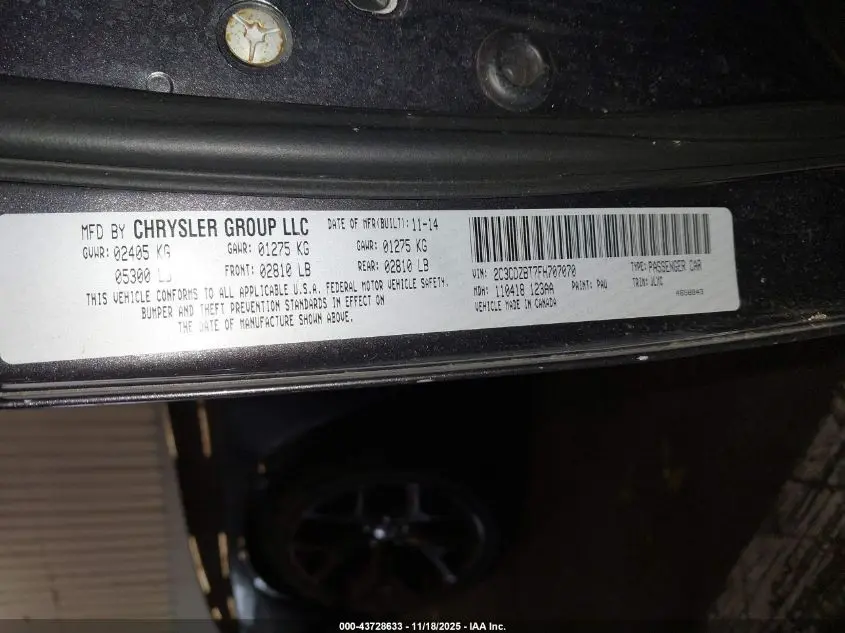 MFD BY CHRYSLER GROUP LLC DATE OF MFR(BUILT): 11-14
GVWR: 02405 KG GAWR: 01275 KG GAWR: 01275 KG
05300 LB FRONT: 02810 LB REAR: 02810 LB
THIS VEHICLE CONFORMS TO ALL APPLICABLE U.S.A. FEDERAL MOTOR VEHICLE SAFETY,
BUMPER AND THEFT PREVENTION STANDARDS IN EFFECT ON
THE DATE OF MANUFACTURE SHOWN ABOVE.
VIN: 2C3CDZBT7FH707070 TYPE: PASSENGER CAR
MDH: 110418 123AA PAINT: PAU TRIM: ULXC
VEHICLE MADE IN CANADA
000-43728633 — 11/18/2025 - IAA Inc.